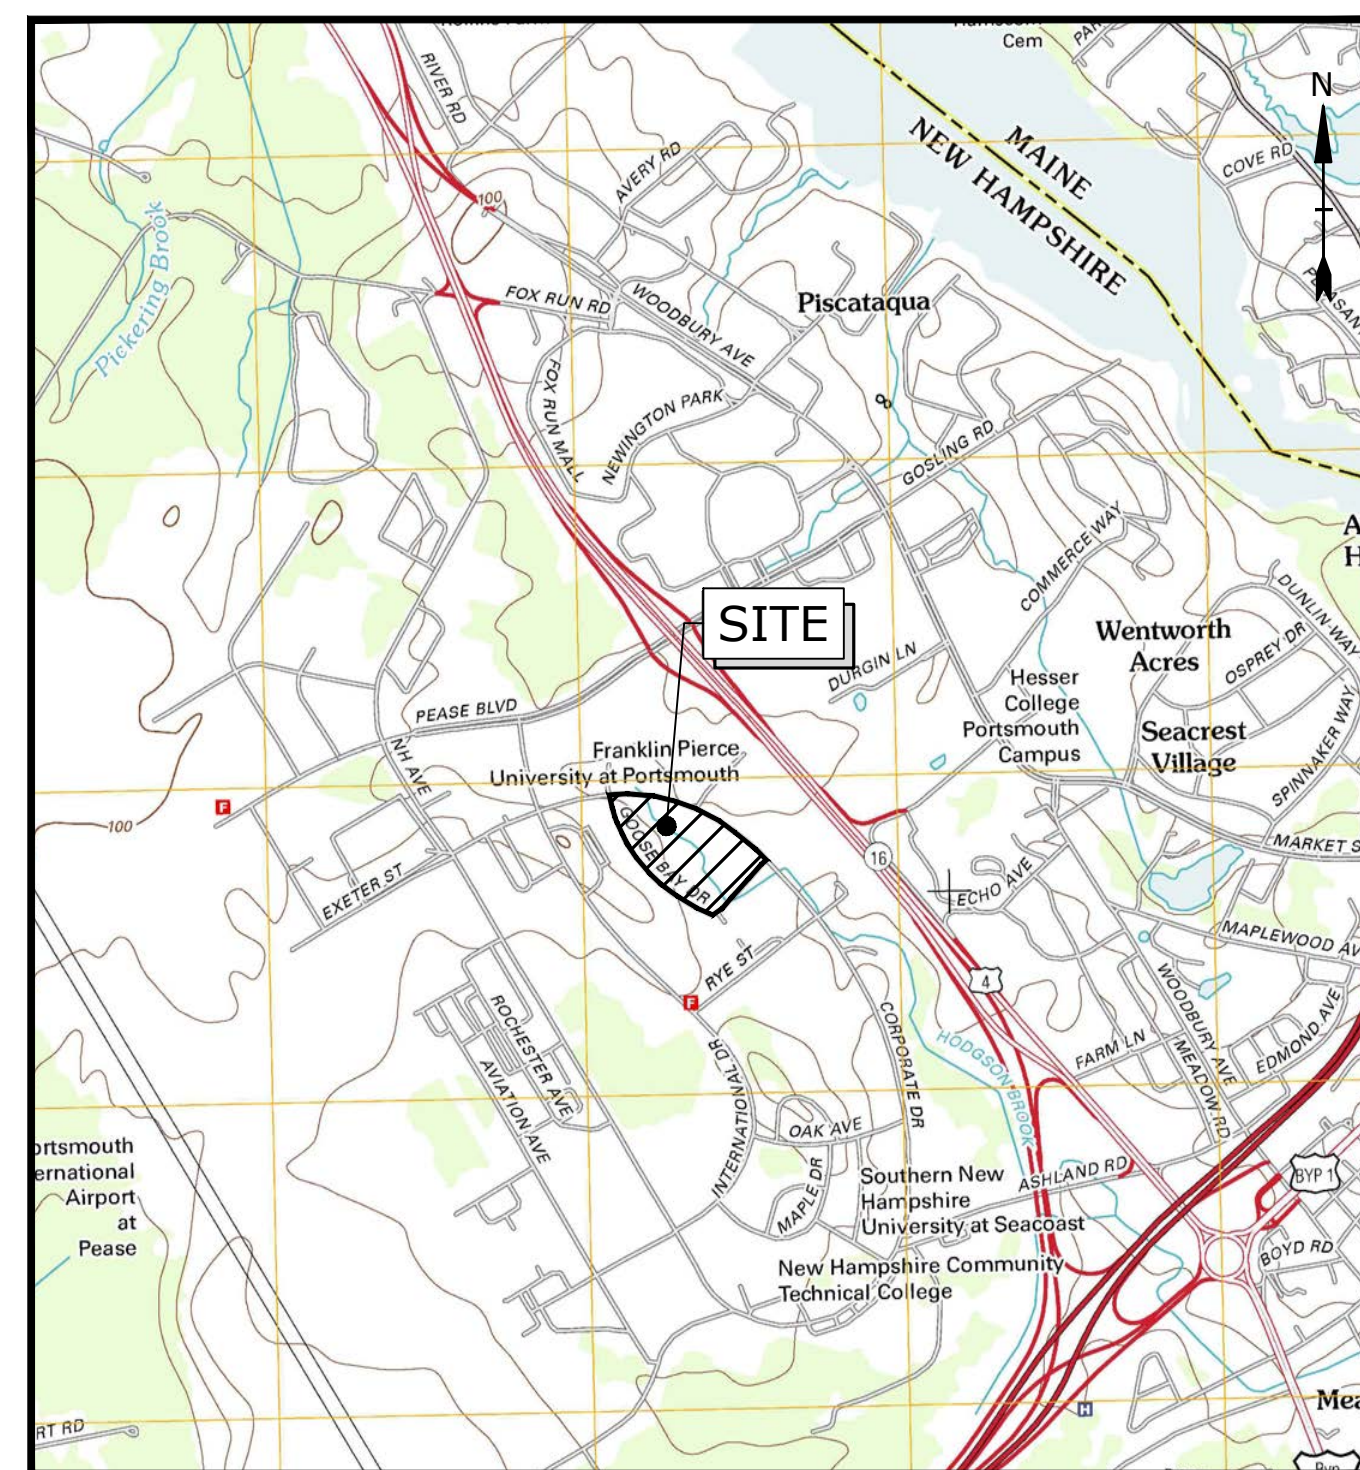 Cem
N
RIVER RD
AVERY RD
MAINE
NEW HAMPSHIRE
COVE RD
100
Pickering Brook
FOX RUN RD
WOODBURY AVE
Piscataqua
FOX RUN MALL
NEWINGTON PARK
GOSLING RD
COMMERCE WAY
SITE
DURGIN LN
Wentworth
Acres
DUNLIN WAY
OSPREY DR
Hesser
College
Portsmouth
Campus
Seacrest
Village
SPINNAKER WAY
PEASE BLVD
NH AVE
Franklin Pierce
University at Portsmouth
F
100
GOOSE BAY DR
16
MARKET S
EXETER ST
ECHO AVE
MAPLEWOOD AV
RYE ST
4
F
ROCHESTER AVE
AVIATION AVE
INTERNATIONAL DR
CORPORATE DR
HODGSON BROOK
FARM LN
WOODBURY AVE
MEADOW RD
EDMOND AVE
OAK AVE
MAPLE DR
ortsmouth
ernational
Airport
at
Pease
Southern New
Hampshire
University at Seacoast
ASHLAND RD
BYP 1
BOYD RD
New Hampshire Community
Technical College
H
Mea
RT RD